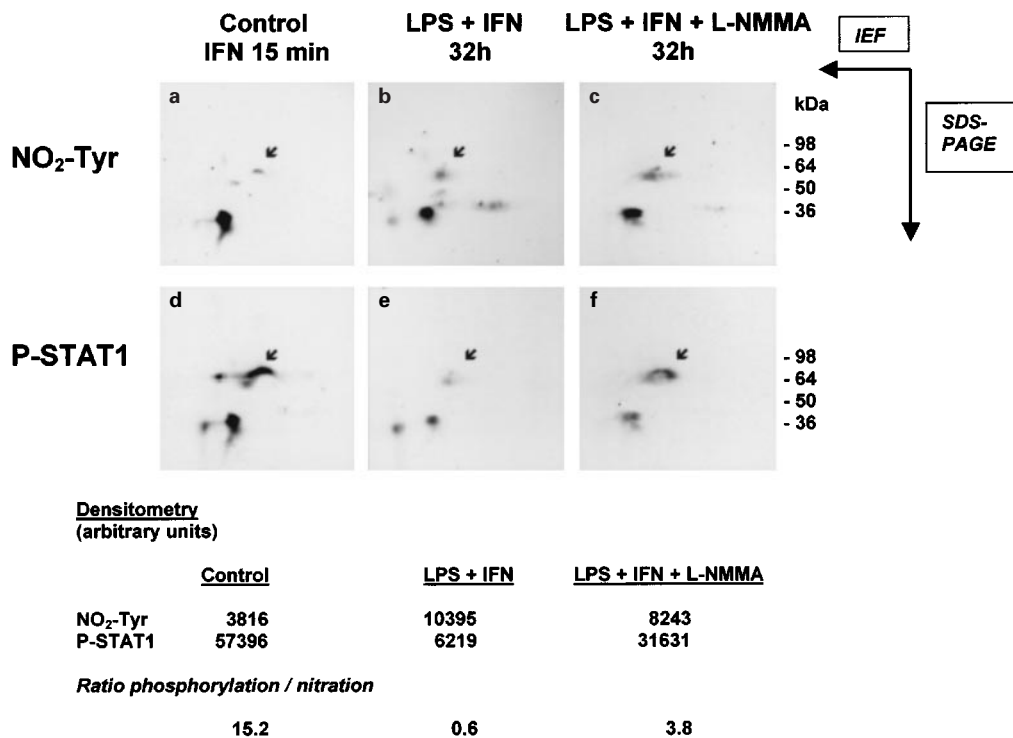 Control LPS + IFN LPS + IFN + L-NMMA
IFN 15 min 32h 32h
IEF
SDS-
PAGE
a b c
kDa
NO₂-Tyr
- 98
- 64
- 50
- 36
d e f
P-STAT1
- 98
- 64
- 50
- 36
Densitometry
(arbitrary units)
Control LPS + IFN LPS + IFN + L-NMMA
NO₂-Tyr 3816 10395 8243
P-STAT1 57396 6219 31631
Ratio phosphorylation / nitration
15.2 0.6 3.8